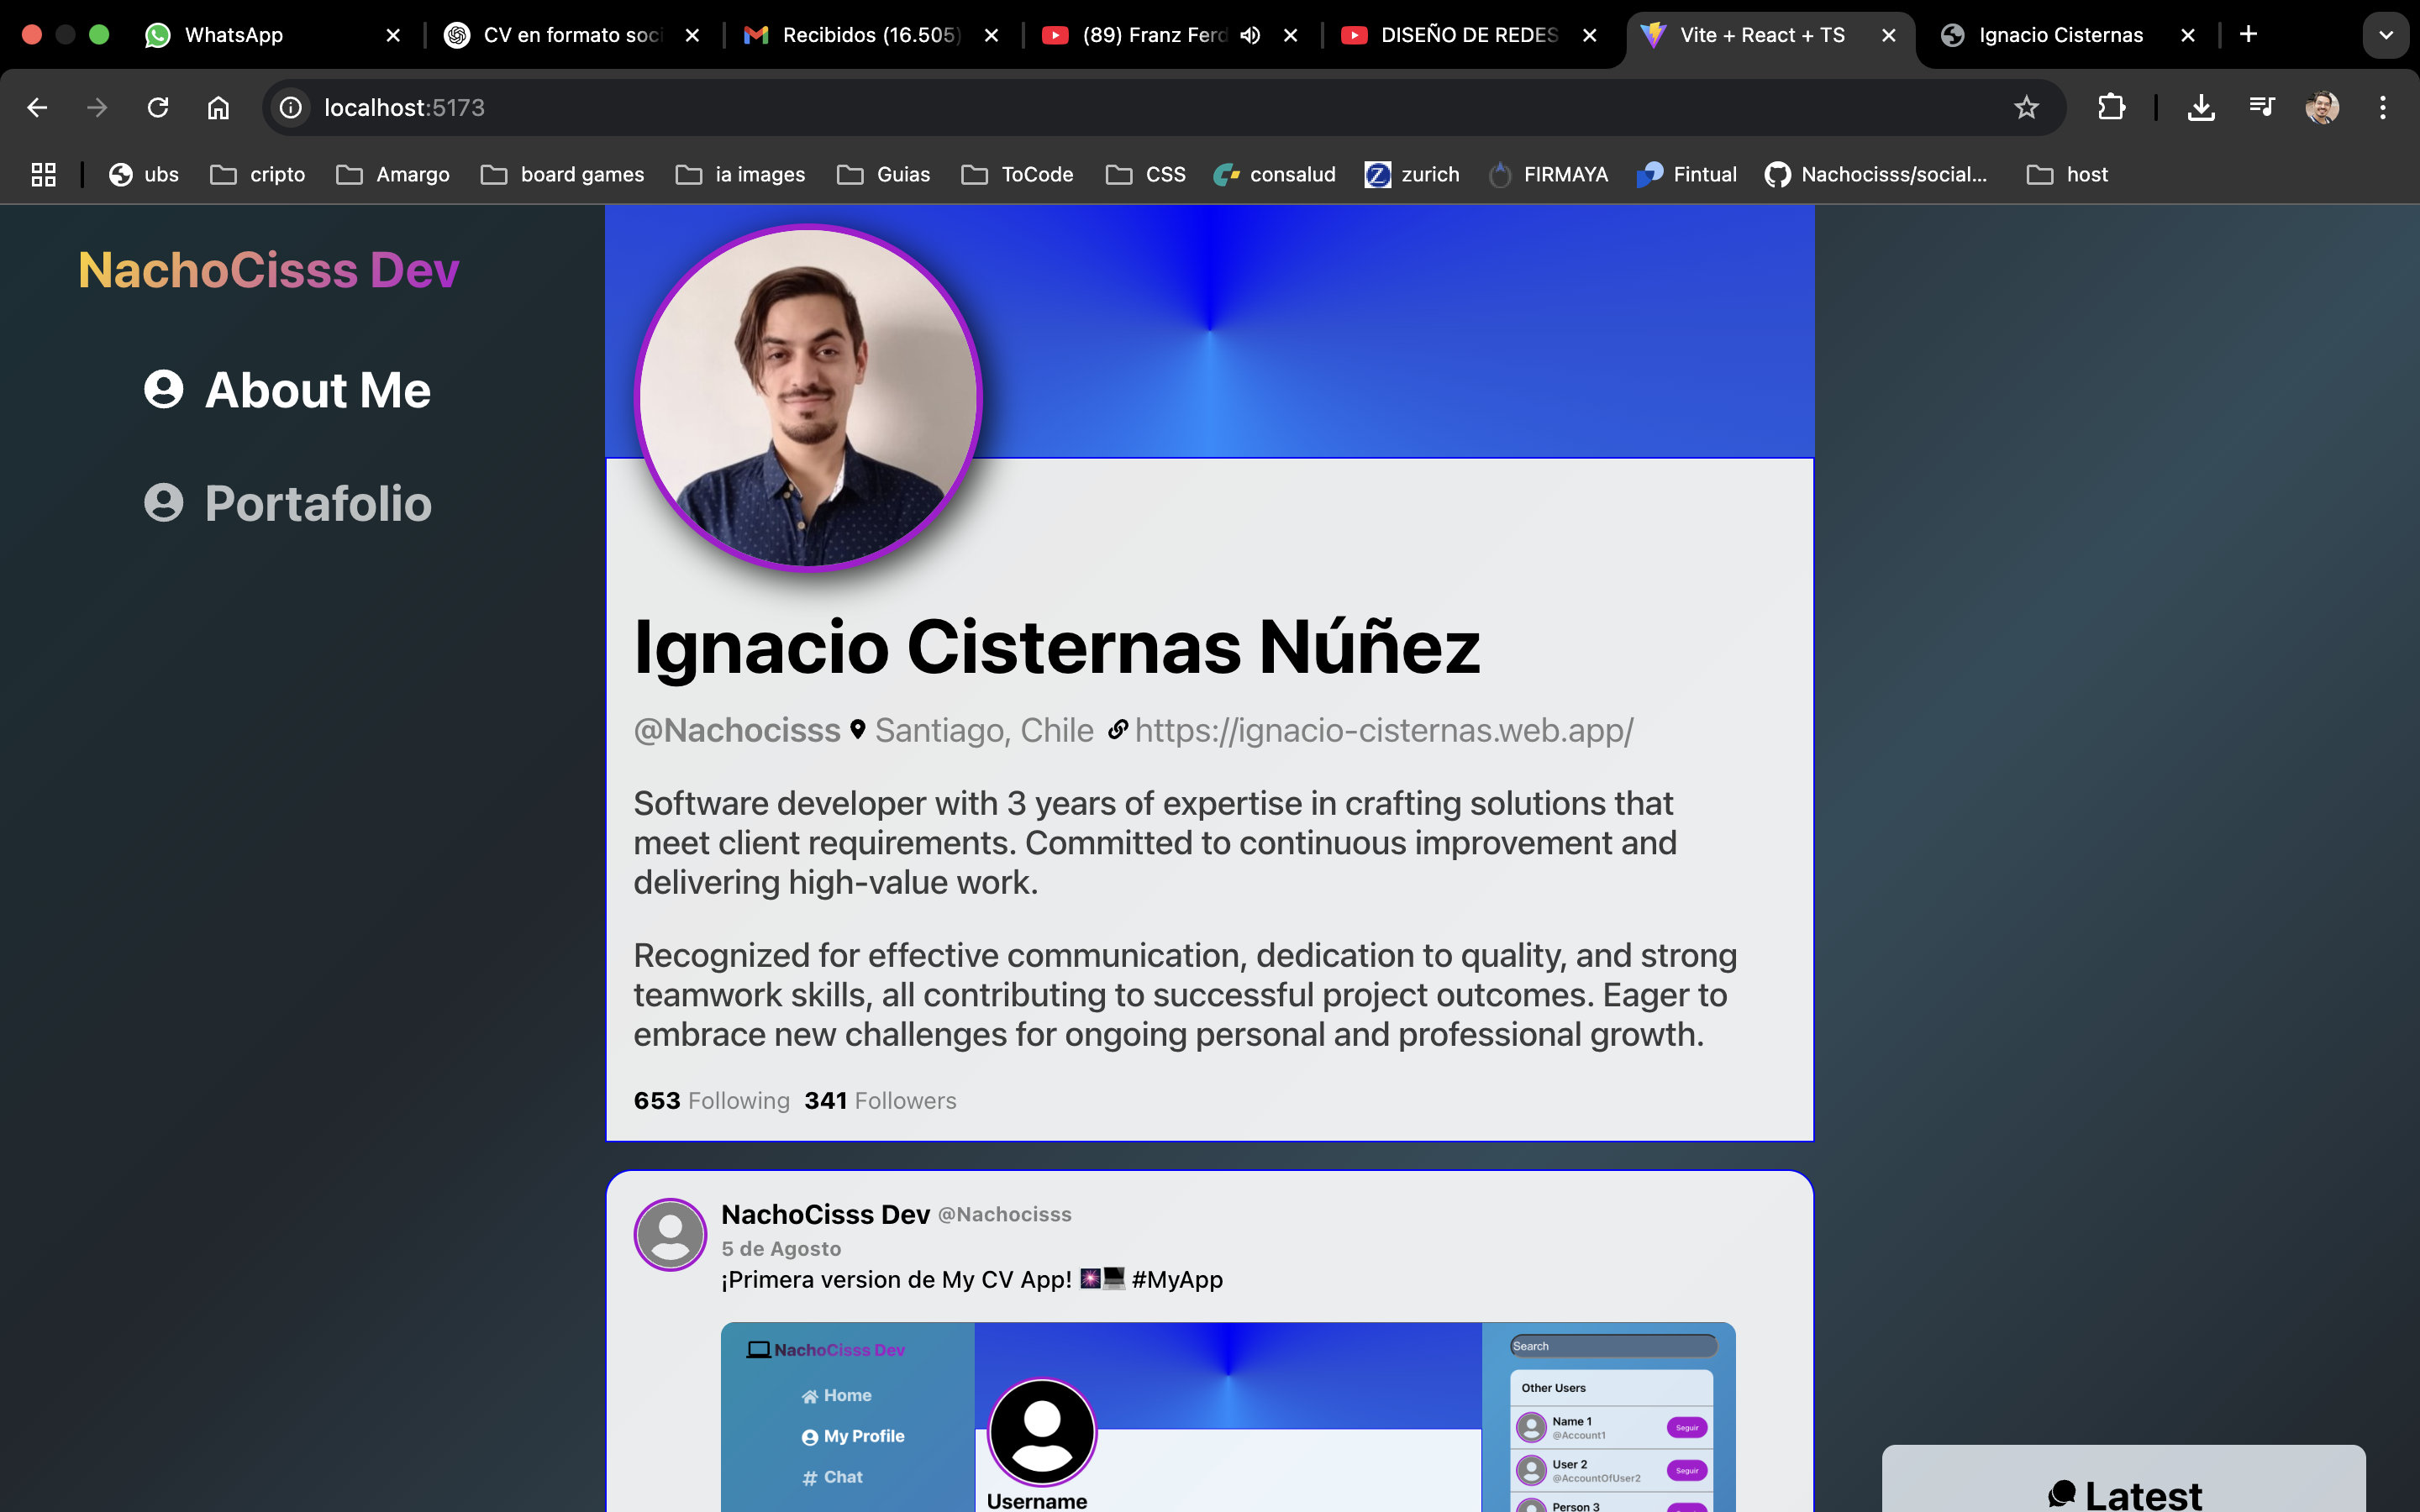 WhatsApp
CV en formato soci
Recibidos (16.505)
(89) Franz Ferd
DISEÑO DE REDES
Vite + React + TS
Ignacio Cisternas
localhost:5173
ubs
cripto
Amargo
board games
ia images
Guias
ToCode
CSS
consalud
Z zurich
FIRMAYA
Fintual
Nachocisss/social...
host
NachoCisss Dev
About Me
Portafolio
Ignacio Cisternas Núñez
@Nachocisss Santiago, Chile https://ignacio-cisternas.web.app/
Software developer with 3 years of expertise in crafting solutions that
meet client requirements. Committed to continuous improvement and
delivering high-value work.
Recognized for effective communication, dedication to quality, and strong
teamwork skills, all contributing to successful project outcomes. Eager to
embrace new challenges for ongoing personal and professional growth.
653 Following 341 Followers
NachoCisss Dev @Nachocisss
5 de Agosto
¡Primera version de My CV App! 🎆💻 #MyApp
NachoCisss Dev
Home
My Profile
# Chat
Username
Search
Other Users
Name 1
@Account1
Seguir
User 2
@AccountOfUser2
Seguir
Person 3
Latest